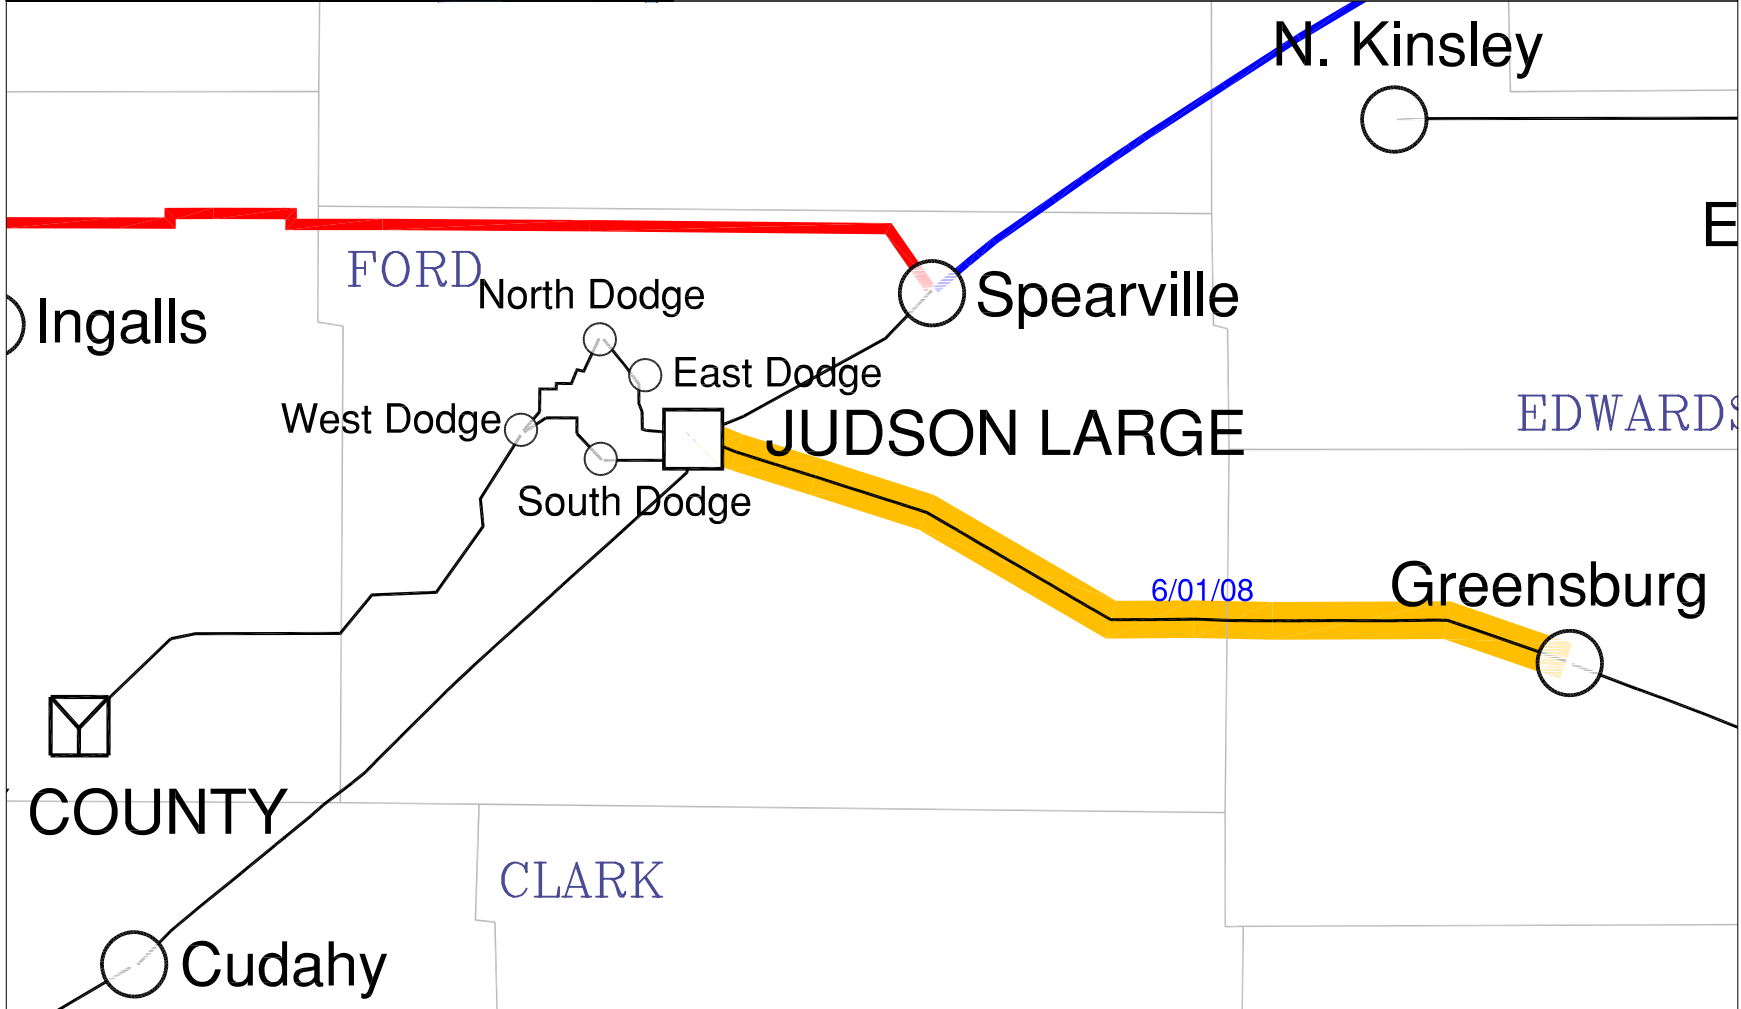 N. Kinsley
E
FORD
North Dodge
Spearville
Ingalls
East Dodge
West Dodge
JUDSON LARGE
EDWARDS
South Dodge
6/01/08
Greensburg
COUNTY
CLARK
Cudahy